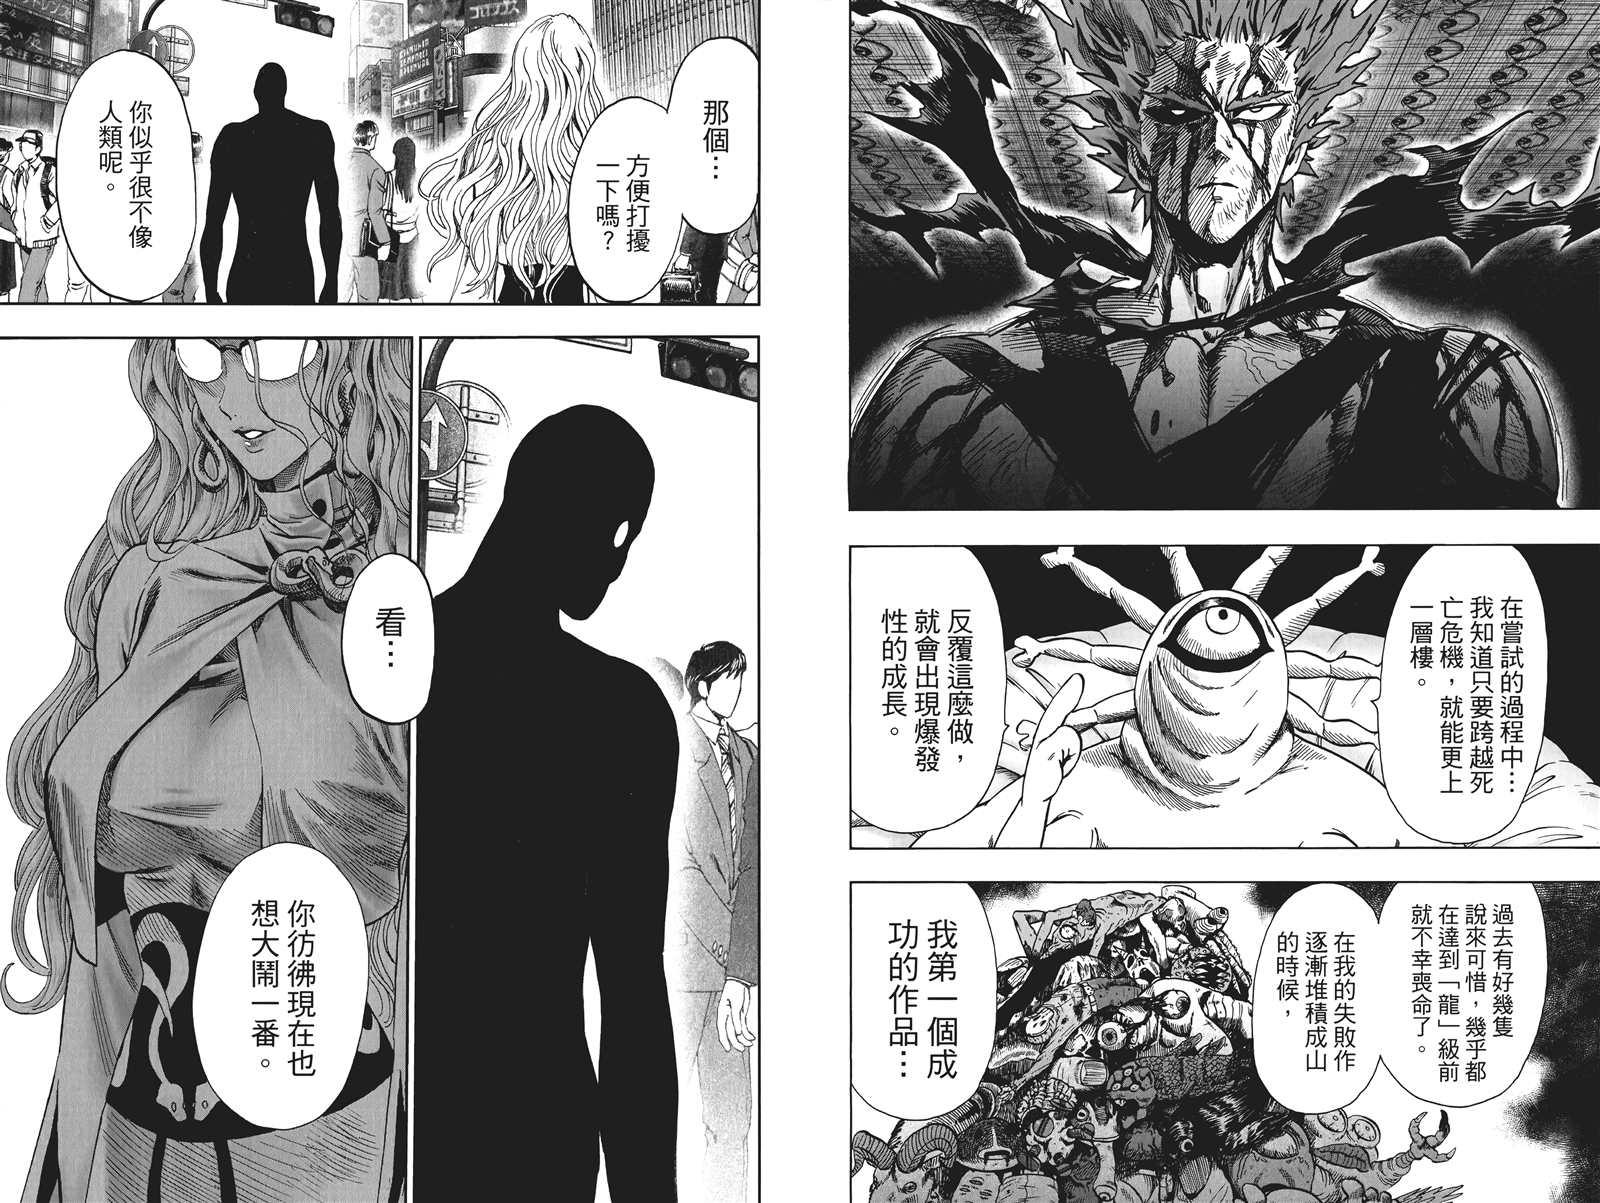 在嘗試的過程中…
我知道只要跨越死
亡危機，就能更上
一層樓。
反覆這麼做，
就會出現爆發
性的成長。
過去有好幾隻
說來可惜，幾乎都
在達到「龍」級前
就不幸喪命了。
在我的失敗作
逐漸堆積成山
的時候，
我第一個成
功的作品…
那個…
方便打擾
一下嗎？
你似乎很不像
人類呢。
看…
你彷彿現在也
想大鬧一番。